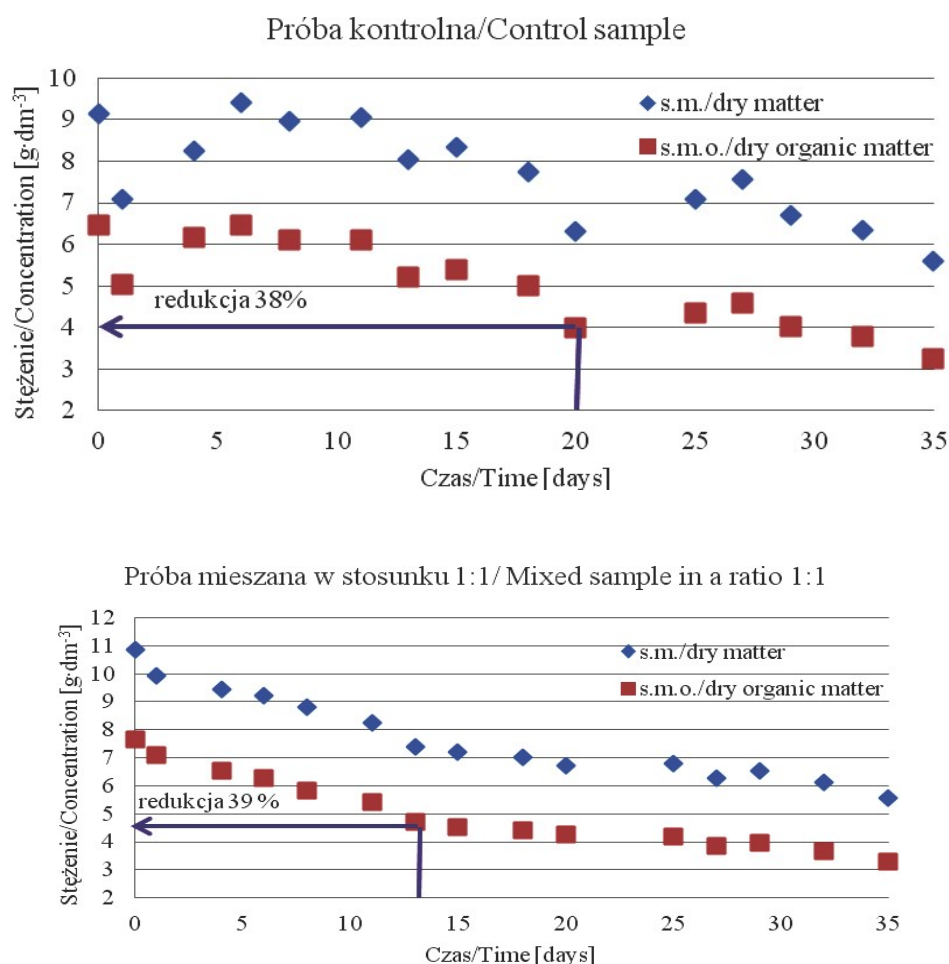 Próba kontrolna/Control sample
Stężenie/Concentration [g·dm⁻³]
10
9
8
7
6
5
4
3
2
s.m./dry matter
s.m.o./dry organic matter
redukcja 38%
0 5 10 15 20 25 30 35
Czas/Time [days]
Próba mieszana w stosunku 1:1/ Mixed sample in a ratio 1:1
Stężenie/Concentration [g·dm⁻³]
12
11
10
9
8
7
6
5
4
3
2
s.m./dry matter
s.m.o./dry organic matter
redukcja 39 %
0 5 10 15 20 25 30 35
Czas/Time [days]